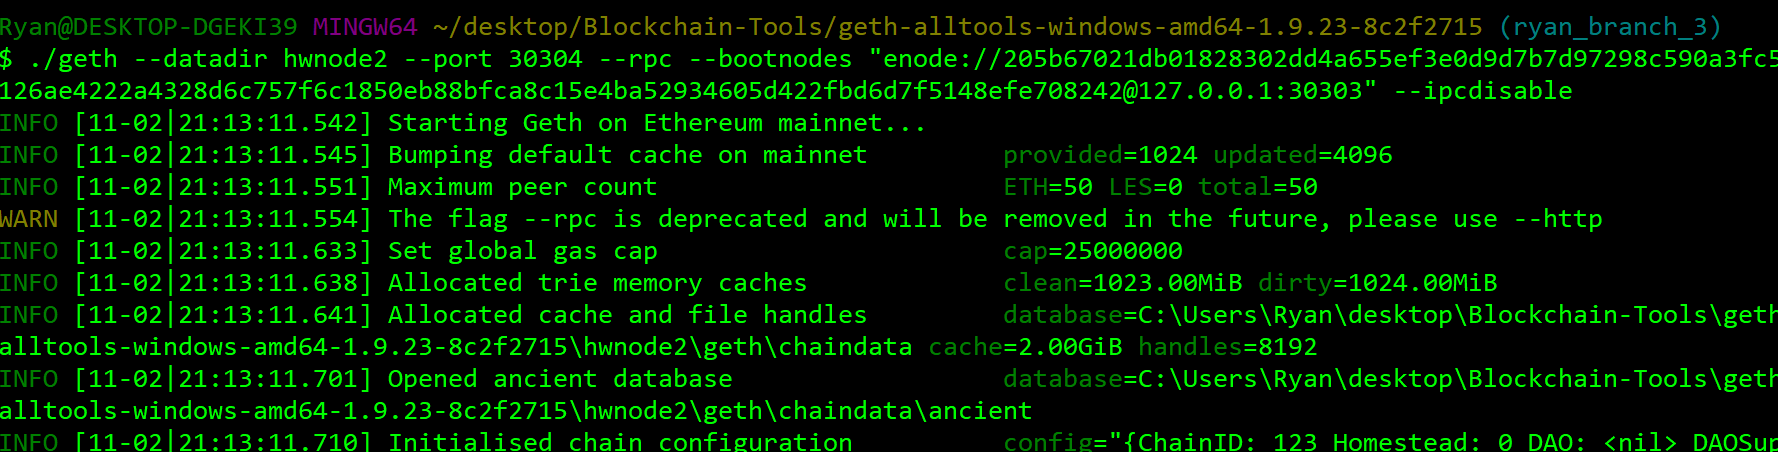 Ryan@DESKTOP-DGEKI39 MINGW64 ~/desktop/Blockchain-Tools/geth-alltools-windows-amd64-1.9.23-8c2f2715 (ryan_branch_3)
$ ./geth --datadir hwnode2 --port 30304 --rpc --bootnodes "enode://205b67021db01828302dd4a655ef3e0d9d7b7d97298c590a3fc5
126ae4222a4328d6c757f6c1850eb88bfca8c15e4ba52934605d422fbd6d7f5148efe708242@127.0.0.1:30303" --ipcdisable
INFO [11-02|21:13:11.542] Starting Geth on Ethereum mainnet...
INFO [11-02|21:13:11.545] Bumping default cache on mainnet         provided=1024 updated=4096
INFO [11-02|21:13:11.551] Maximum peer count                       ETH=50 LES=0 total=50
WARN [11-02|21:13:11.554] The flag --rpc is deprecated and will be removed in the future, please use --http
INFO [11-02|21:13:11.633] Set global gas cap                       cap=25000000
INFO [11-02|21:13:11.638] Allocated trie memory caches             clean=1023.00MiB dirty=1024.00MiB
INFO [11-02|21:13:11.641] Allocated cache and file handles         database=C:\Users\Ryan\desktop\Blockchain-Tools\geth
alltools-windows-amd64-1.9.23-8c2f2715\hwnode2\geth\chaindata cache=2.00GiB handles=8192
INFO [11-02|21:13:11.701] Opened ancient database                  database=C:\Users\Ryan\desktop\Blockchain-Tools\geth
alltools-windows-amd64-1.9.23-8c2f2715\hwnode2\geth\chaindata\ancient
INFO [11-02|21:13:11.710] Initialised chain configuration          config="{ChainID: 123 Homestead: 0 DAO: <nil> DAOSup